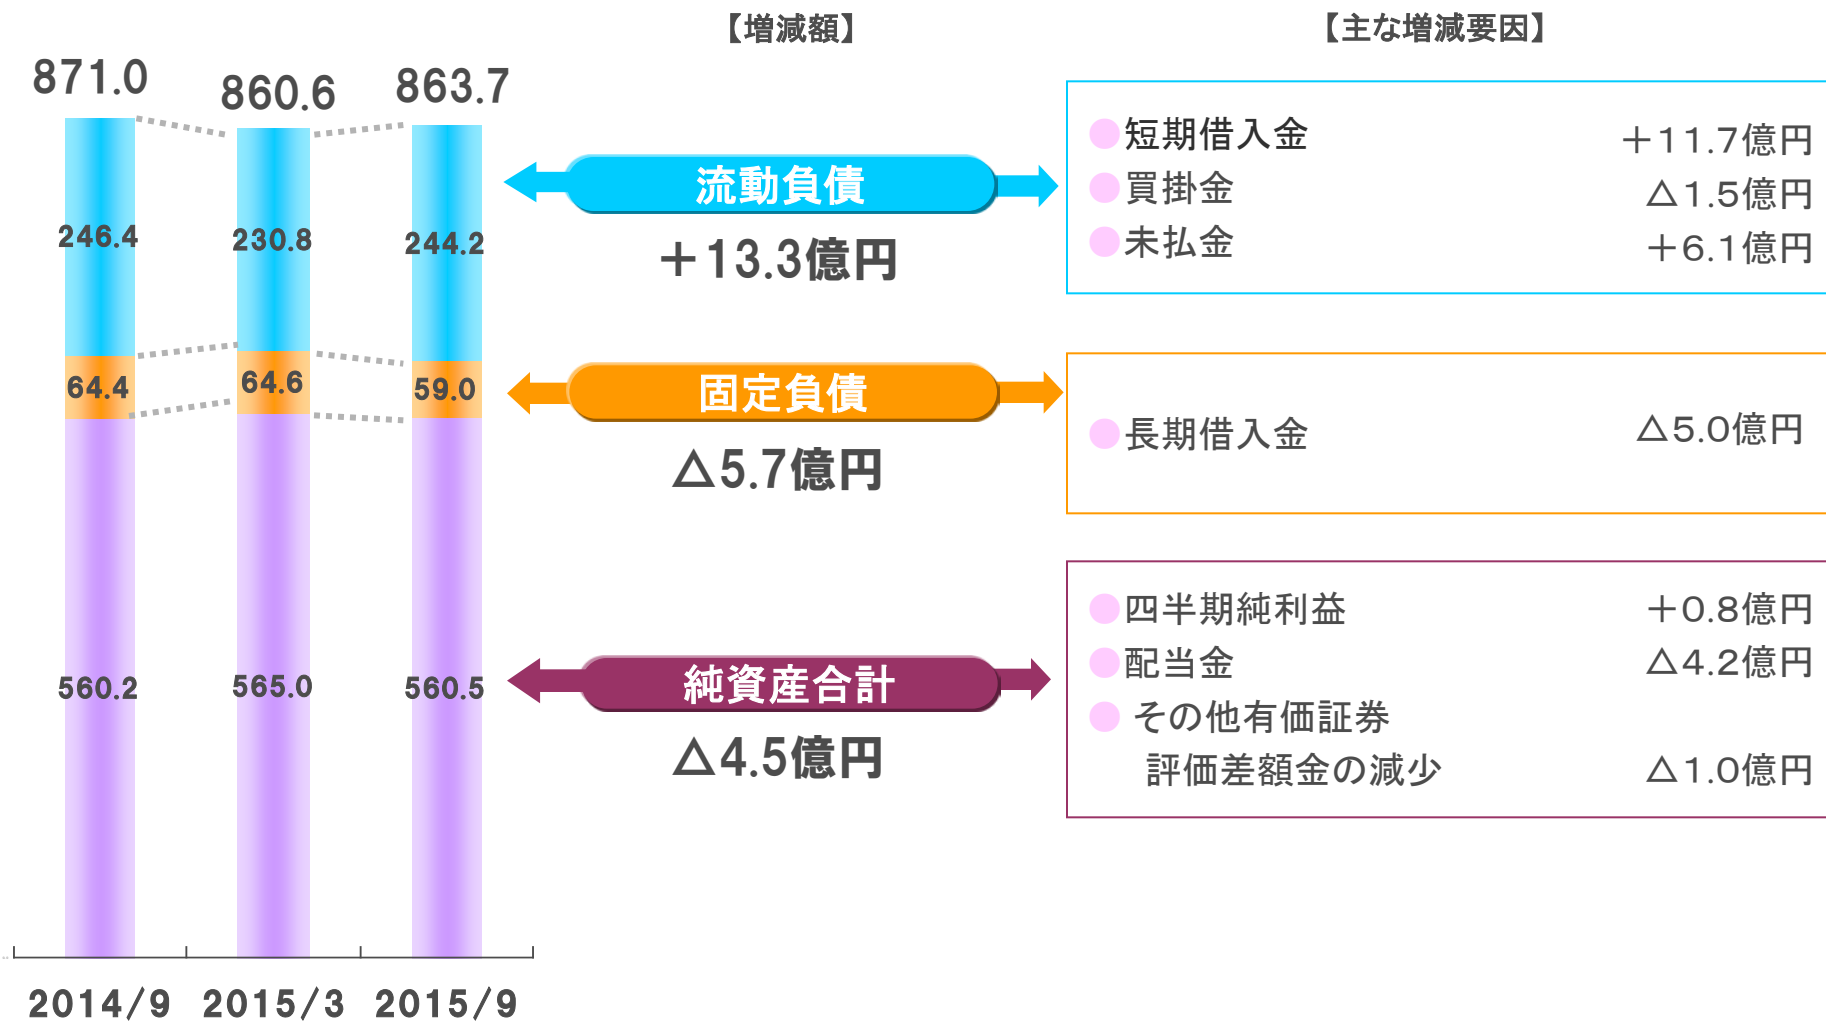 【増減額】
【主な増減要因】
871.0
860.6
863.7
246.4
230.8
244.2
64.4
64.6
59.0
560.2
565.0
560.5
2014/9
2015/3
2015/9
流動負債
＋13.3億円
●短期借入金 ＋11.7億円
●買掛金 △1.5億円
●未払金 ＋6.1億円
固定負債
△5.7億円
●長期借入金 △5.0億円
純資産合計
△4.5億円
●四半期純利益 ＋0.8億円
●配当金 △4.2億円
●その他有価証券
評価差額金の減少 △1.0億円